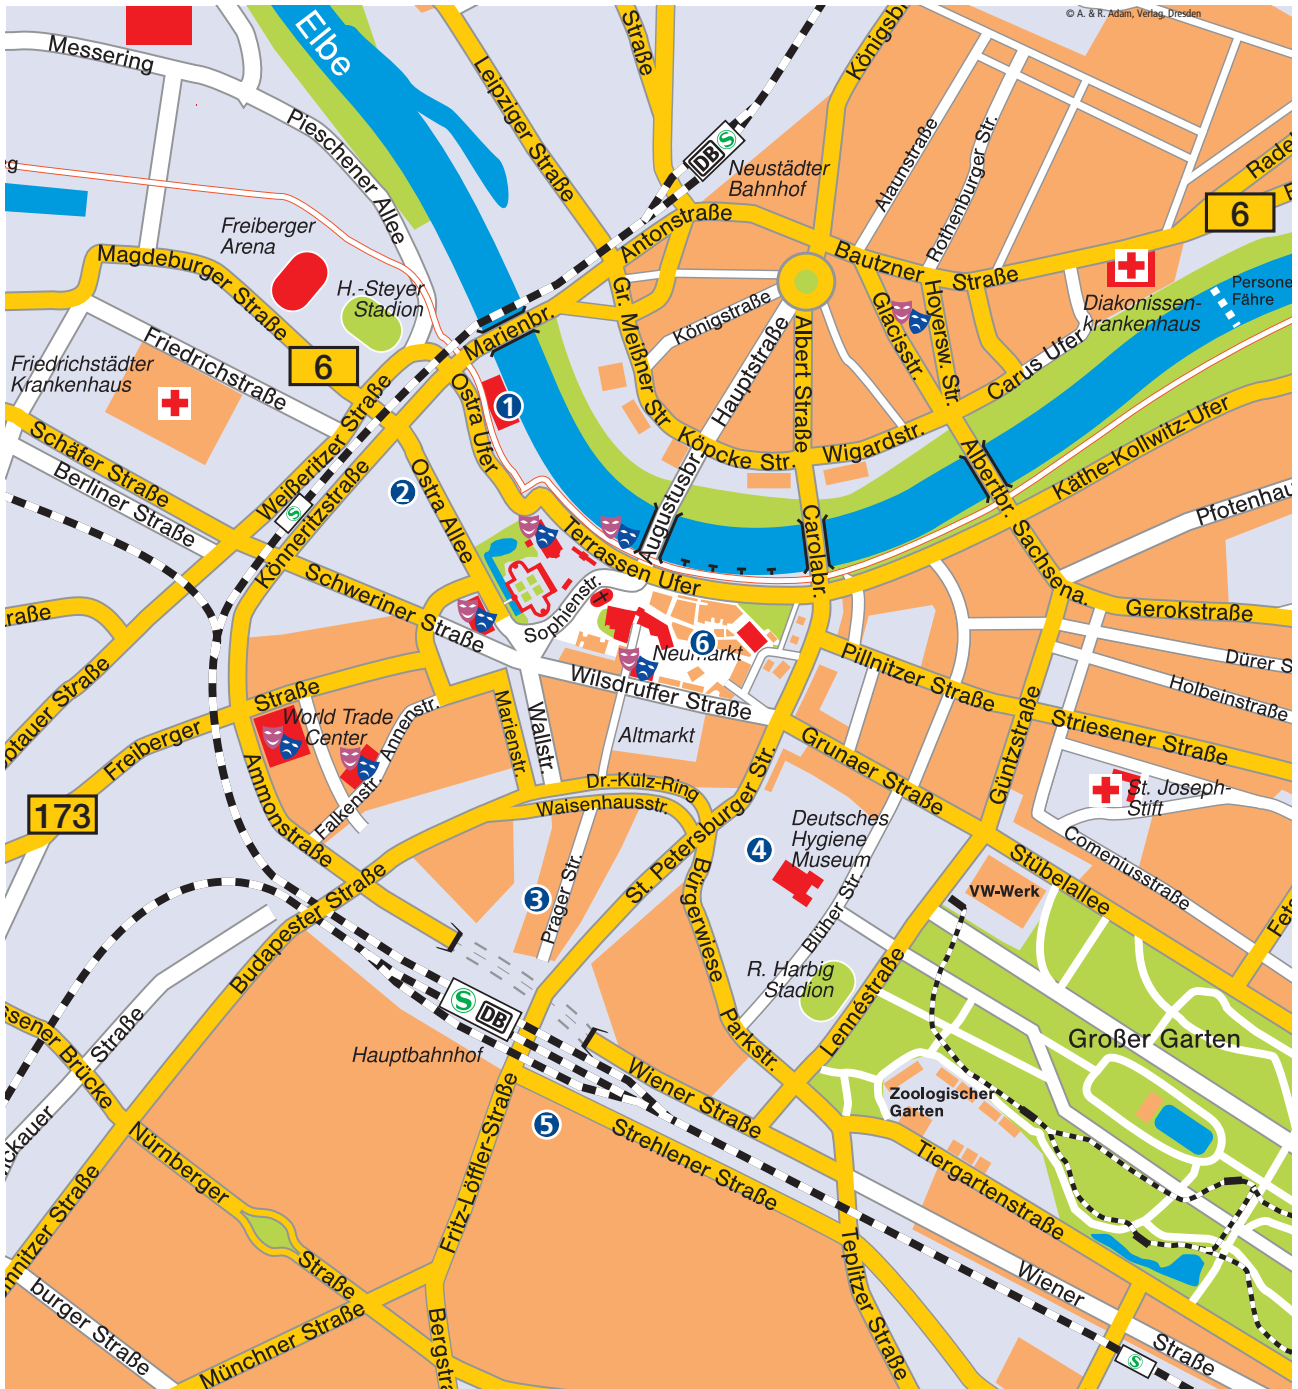 © A. & R. Adam, Verlag, Dresden
Elbe
Messering
Straße
Königsb
Leipziger Straße
Pieschener Allee
DB
S
Neustädter
Bahnhof
Alaunstraße
Rothenburger Str.
6
Freiberger
Arena
Antonstraße
Bautzner Straße
Magdeburger Straße
H.-Steyer
Stadion
Gr. Meißner Str
Königstraße
Hauptstraße
Albert Straße
Glacisstr.
Hoyersw. Str.
Diakonissen-
krankenhaus
Persone
Fähre
Marienbr.
6
Friedrichstraße
Friedrichstädter
Krankenhaus
Carus Ufer
Ostra Ufer
1
Weißeritzer Straße
Schäfer Straße
Berliner Straße
Köpcke Str.
Wigardstr.
Albertbr.
Käthe-Kollwitz-Ufer
2
Ostra Allee
S
Könneritzstraße
Augustusbr.
Carolabr.
Sachsena.
Pfotenhau
Terrassen Ufer
Schweriner Straße
Sophienstr.
Gerokstraße
raße
6
Neumarkt
Pillnitzer Straße
Dürer S
Holbeinstraße
Wilsdruffer Straße
Freiberger Straße
World Trade
Center
Annenstr.
Marienstr.
Wallstr.
Altmarkt
Grunaer Straße
Güntzstraße
Striesener Straße
Ammonstraße
Falkenstr.
Dr.-Külz-Ring
Waisenhausstr.
St. Petersburger Str.
St. Joseph-
Stift
173
4
Deutsches
Hygiene
Museum
Comeniusstraße
Stübelallee
VW-Werk
Budapester Straße
3
Prager Str.
Bürgerwiese
Blüher Str.
R. Harbig
Stadion
Lennéstraße
Fets
S
DB
Hauptbahnhof
Parkstr.
Großer Garten
Straße
Zoologischer
Garten
Wiener Straße
5
Strehlener Straße
Tiergartenstraße
Nürnberger Straße
Fritz-Löffler-Straße
Teplitzer Straße
Wiener Straße
mnitzer Straße
burger Straße
Münchner Straße
S